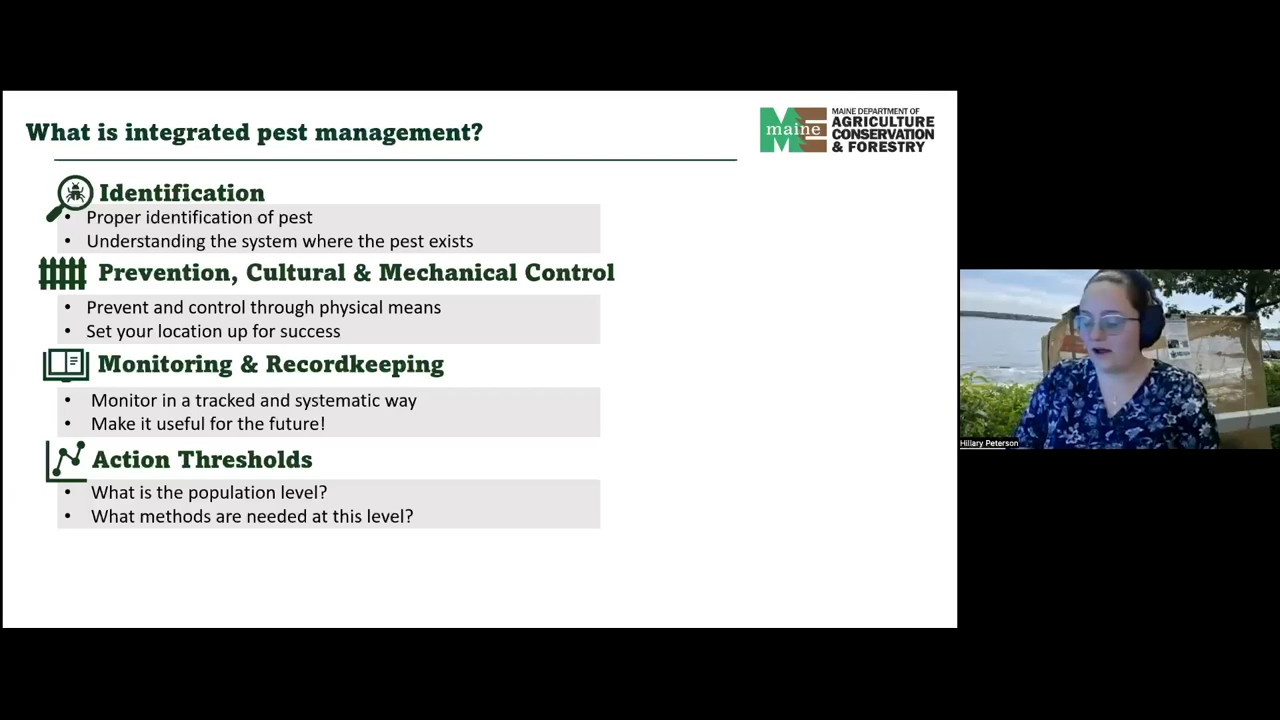 What is integrated pest management?
maine
MAINE DEPARTMENT OF
AGRICULTURE
CONSERVATION
& FORESTRY
Identification
• Proper identification of pest
• Understanding the system where the pest exists
Prevention, Cultural & Mechanical Control
• Prevent and control through physical means
• Set your location up for success
Monitoring & Recordkeeping
• Monitor in a tracked and systematic way
• Make it useful for the future!
Action Thresholds
• What is the population level?
• What methods are needed at this level?
Hillary Peterson